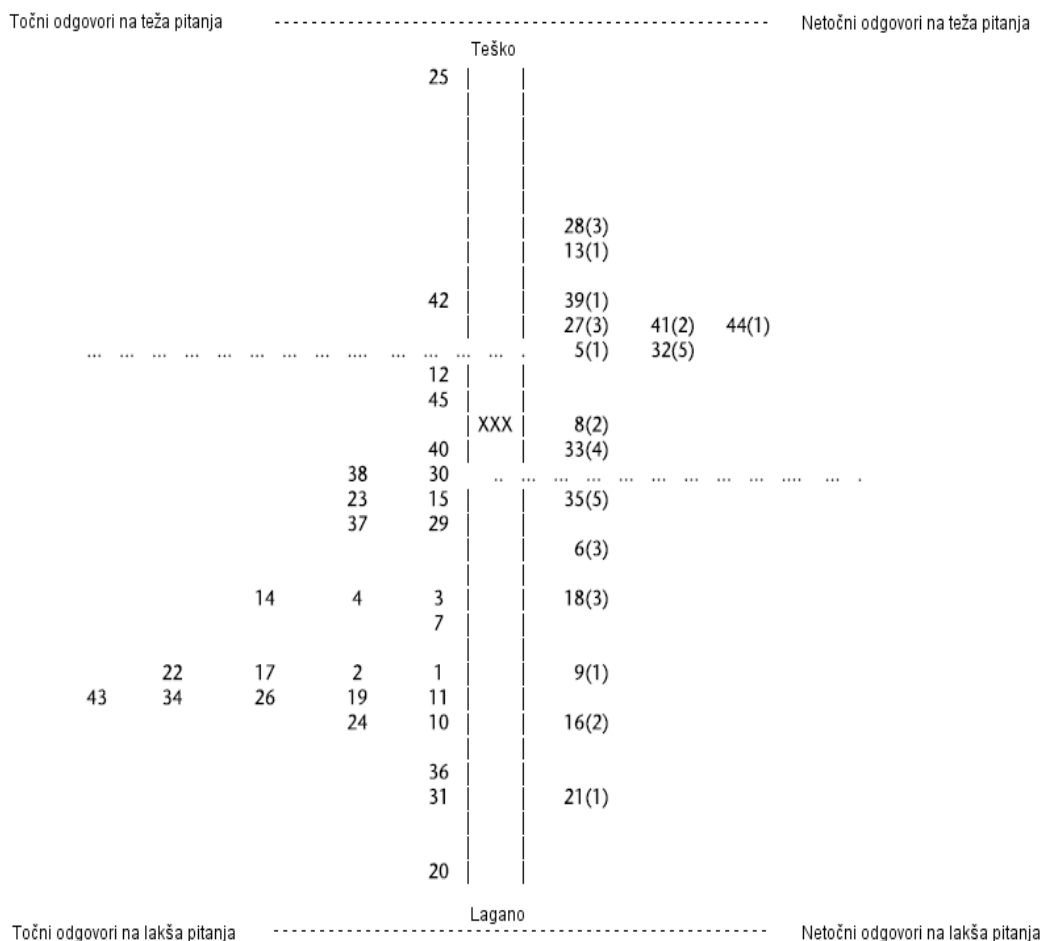 Točni odgovori na teža pitanja ---------------------------------------------------- Netočni odgovori na teža pitanja
Teško
25
28(3)
13(1)
42 39(1)
27(3) 41(2) 44(1)
... ... ... ... ... ... ... ... .... ... ... ... ... . 5(1) 32(5)
12
45
XXX 8(2)
40 33(4)
38 30 .. ... ... ... ... ... ... ... ... .... ... .
23 15 35(5)
37 29
6(3)
14 4 3 18(3)
7
22 17 2 1 9(1)
43 34 26 19 11
24 10 16(2)
36
31 21(1)
20
Lagano
Točni odgovori na lakša pitanja ---------------------------------------------------- Netočni odgovori na lakša pitanja